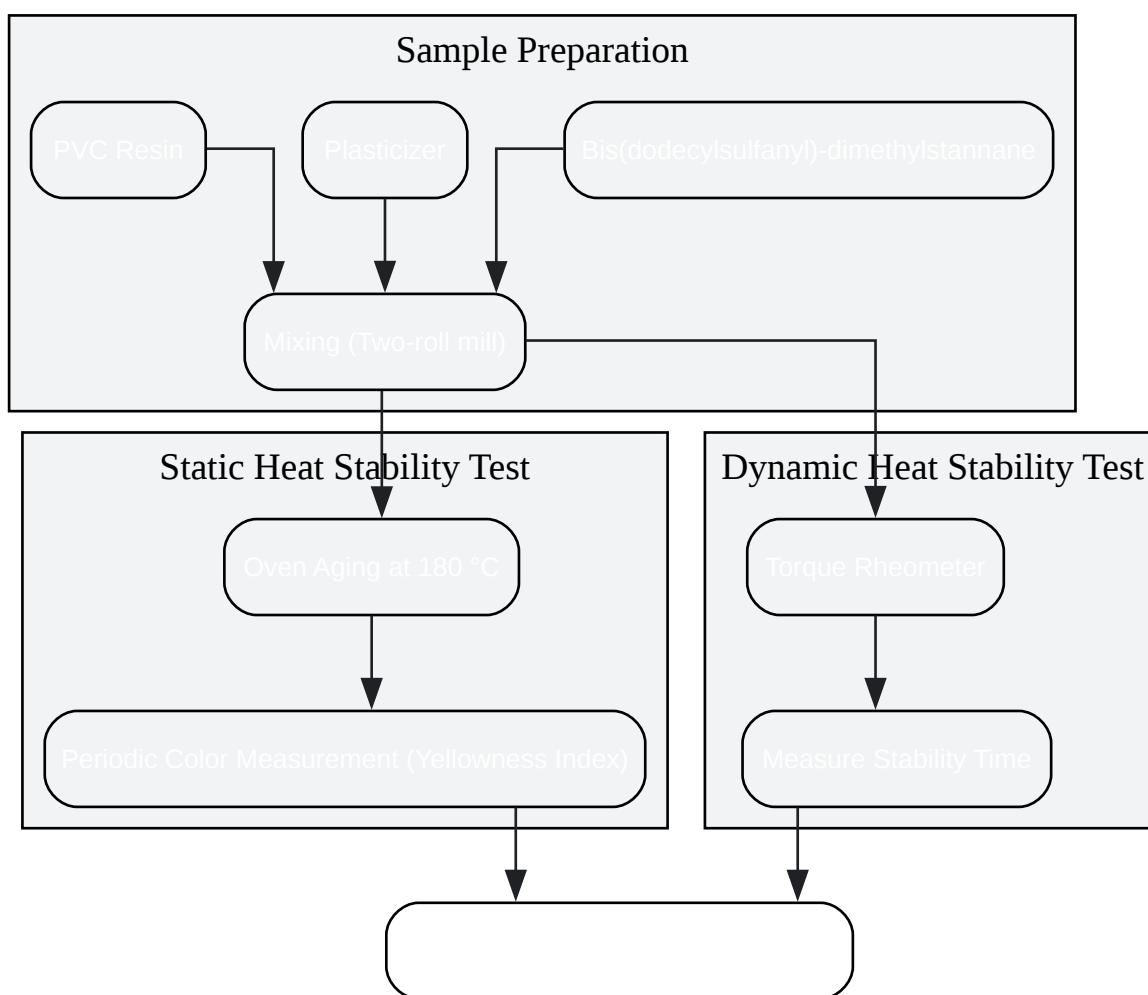 Sample Preparation
PVC Resin
Plasticizer
Bis(dodecylsulfanyl)-dimethylstannane
Mixing (Two-roll mill)
Static Heat Stability Test
Dynamic Heat Stability Test
Oven Aging at 180 °C
Torque Rheometer
Periodic Color Measurement (Yellowness Index)
Measure Stability Time